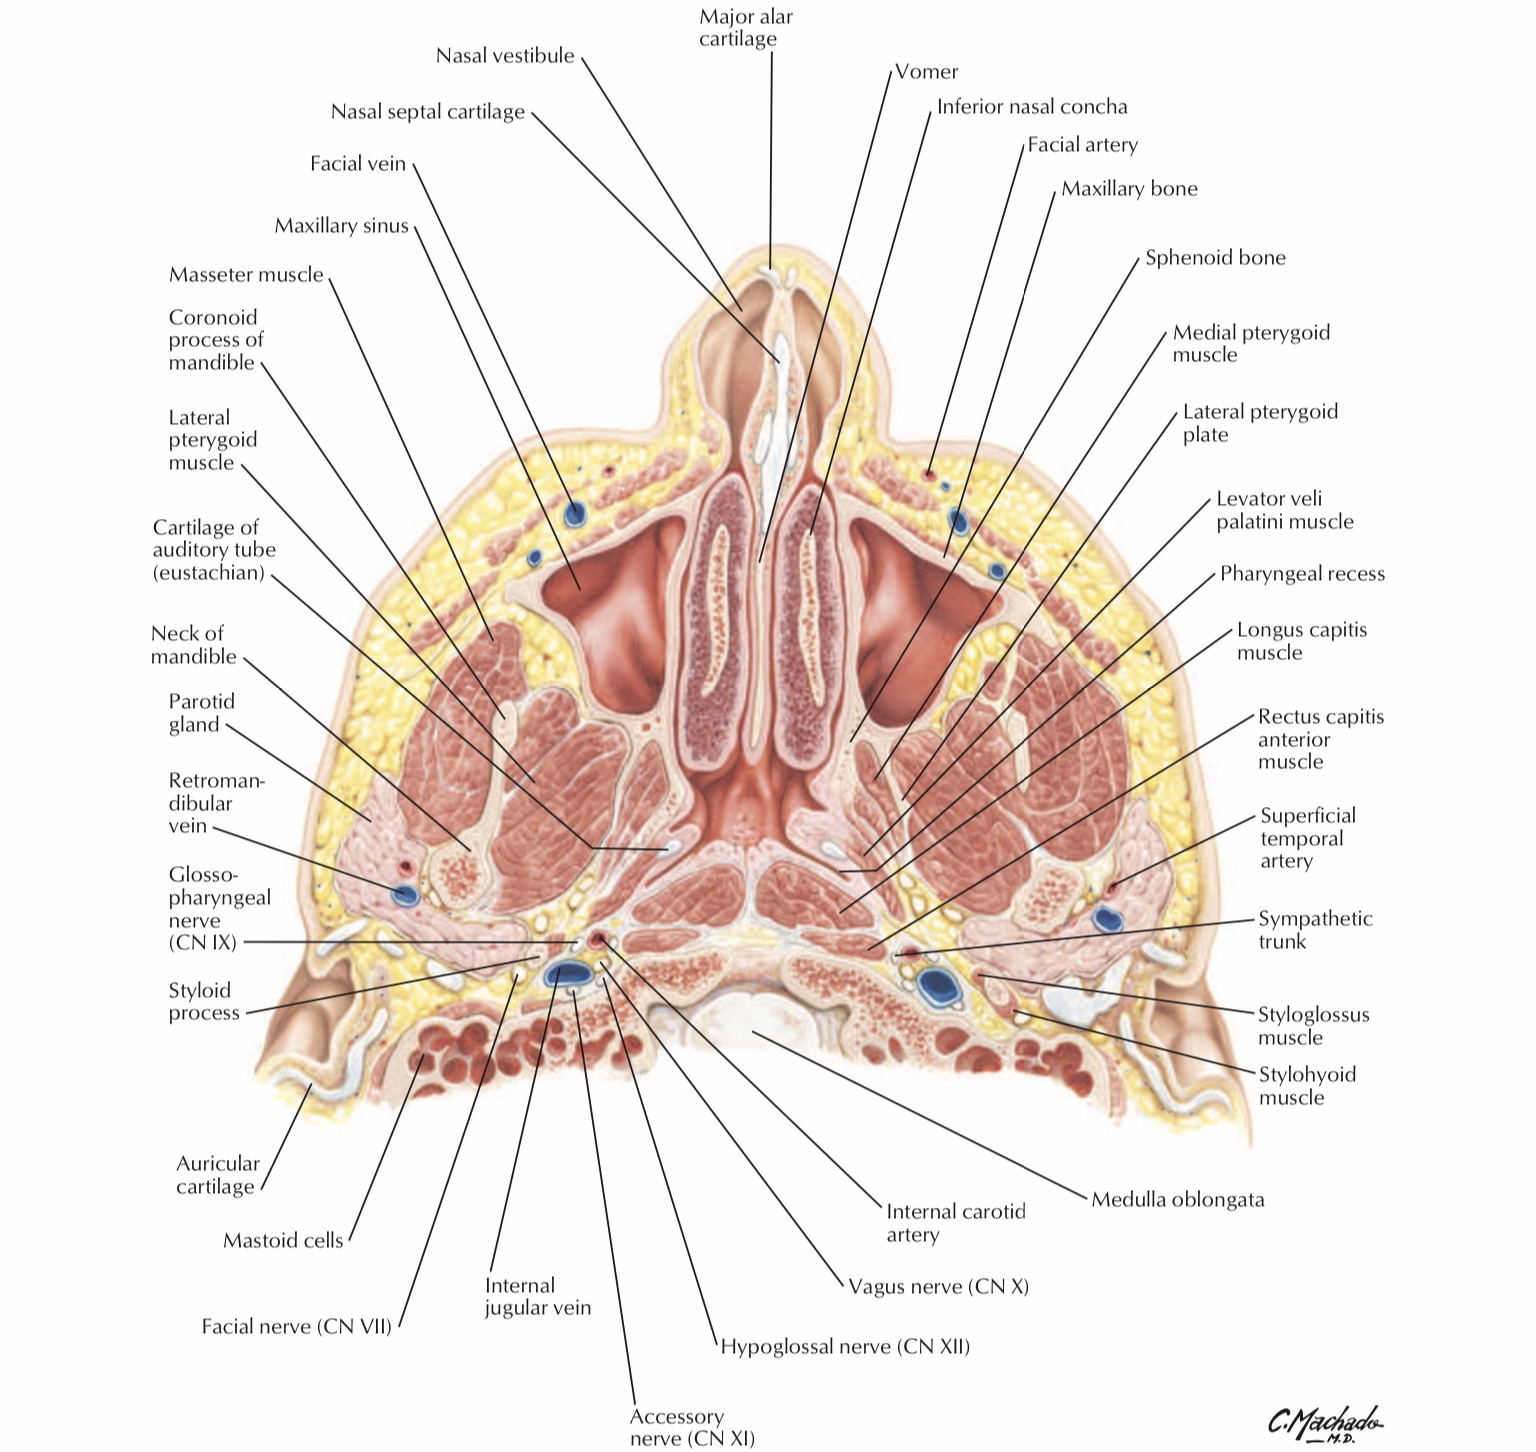 Major alar
cartilage
Nasal vestibule
Vomer
Nasal septal cartilage
Inferior nasal concha
Facial vein
Facial artery
Maxillary sinus
Maxillary bone
Masseter muscle
Sphenoid bone
Coronoid
process of
mandible
Medial pterygoid
muscle
Lateral
pterygoid
muscle
Lateral pterygoid
plate
Cartilage of
auditory tube
(eustachian)
Levator veli
palatini muscle
Pharyngeal recess
Neck of
mandible
Longus capitis
muscle
Parotid
gland
Rectus capitis
anterior
muscle
Retroman-
dibular
vein
Superficial
temporal
artery
Glosso-
pharyngeal
nerve
(CN IX)
Sympathetic
trunk
Styloid
process
Styloglossus
muscle
Stylohyoid
muscle
Auricular
cartilage
Medulla oblongata
Mastoid cells
Internal carotid
artery
Internal
jugular vein
Vagus nerve (CN X)
Facial nerve (CN VII)
Hypoglossal nerve (CN XII)
Accessory
nerve (CN XI)
C.Machado
M.D.